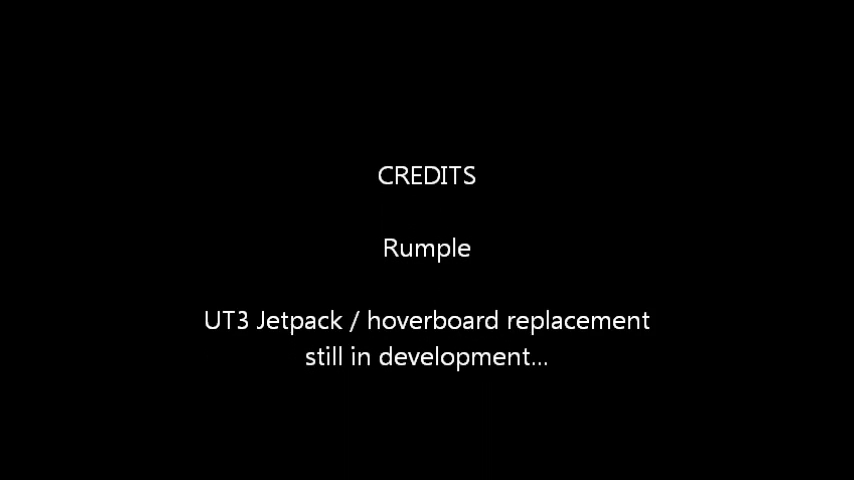 CREDITS
Rumple
UT3 Jetpack / hoverboard replacement
still in development...